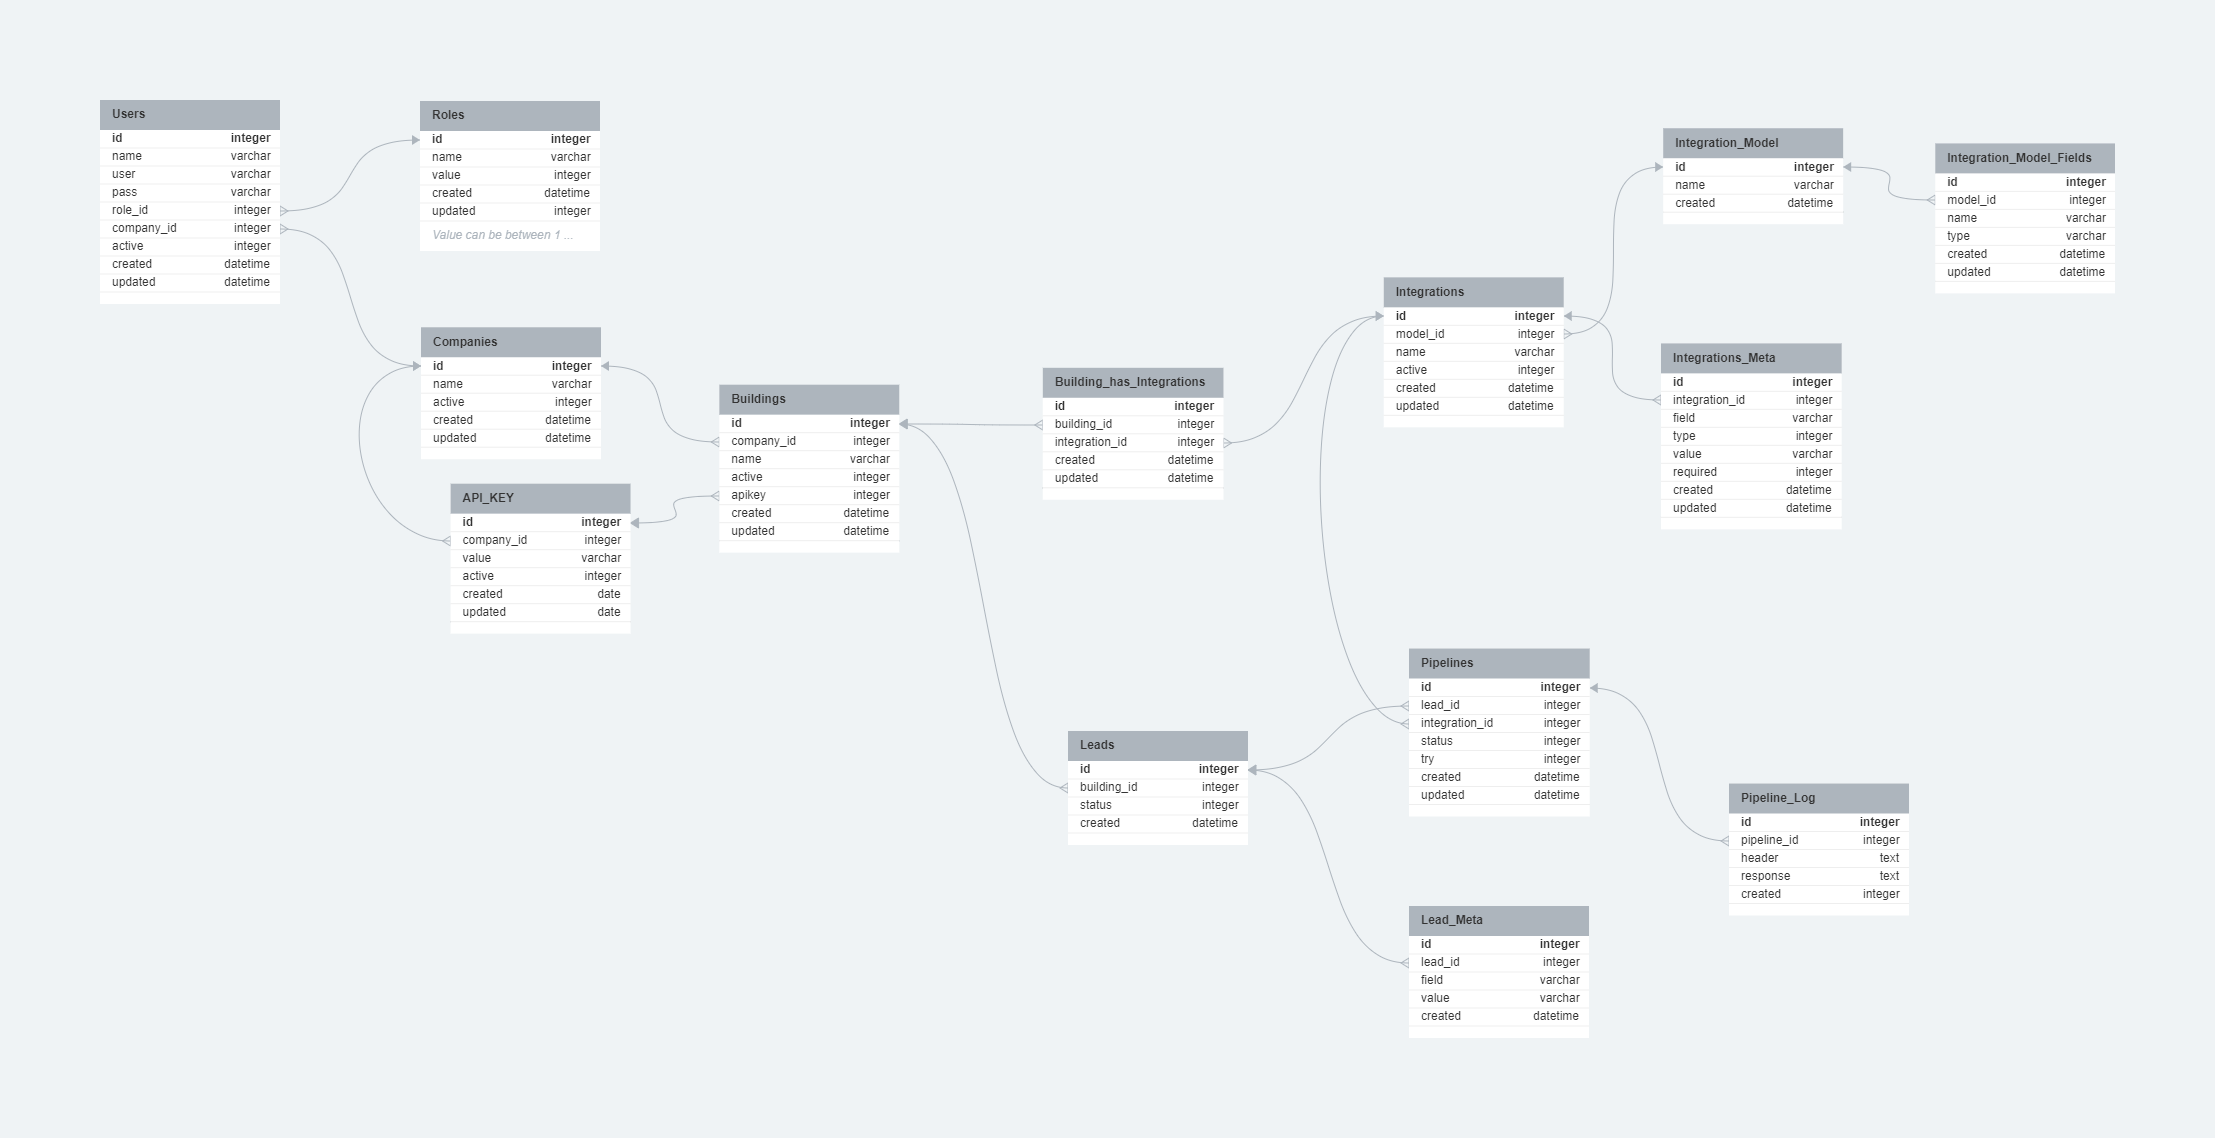 Users
id integer
name varchar
user varchar
pass varchar
role_id integer
company_id integer
active integer
created datetime
updated datetime
Roles
id integer
name varchar
value integer
created datetime
updated integer
Value can be between 1 ...
Companies
id integer
name varchar
active integer
created datetime
updated datetime
API_KEY
id integer
company_id integer
value varchar
active integer
created date
updated date
Buildings
id integer
company_id integer
name varchar
active integer
apikey integer
created datetime
updated datetime
Building_has_Integrations
id integer
building_id integer
integration_id integer
created datetime
updated datetime
Integrations
id integer
model_id integer
name varchar
active integer
created datetime
updated datetime
Integration_Model
id integer
name varchar
created datetime
Integration_Model_Fields
id integer
model_id integer
name varchar
type varchar
created datetime
updated datetime
Integrations_Meta
id integer
integration_id integer
field varchar
type integer
value varchar
required integer
created datetime
updated datetime
Leads
id integer
building_id integer
status integer
created datetime
Pipelines
id integer
lead_id integer
integration_id integer
status integer
try integer
created datetime
updated datetime
Pipeline_Log
id integer
pipeline_id integer
header text
response text
created integer
Lead_Meta
id integer
lead_id integer
field varchar
value varchar
created datetime